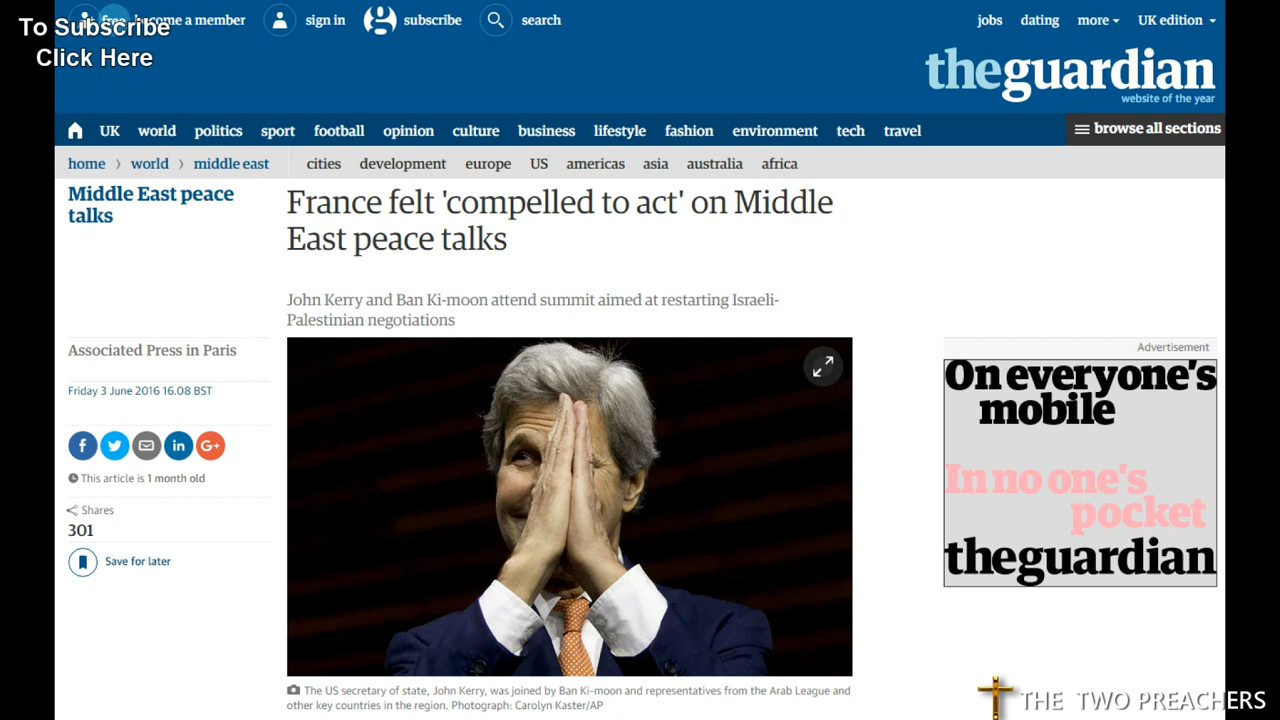 To Subscribe
Click Here
free
become a member
sign in
subscribe
search
jobs
dating
more
UK edition
theguardian
website of the year
UK
world
politics
sport
football
opinion
culture
business
lifestyle
fashion
environment
tech
travel
browse all sections
home
world
middle east
cities
development
europe
US
americas
asia
australia
africa
Middle East peace
talks
France felt 'compelled to act' on Middle
East peace talks
John Kerry and Ban Ki-moon attend summit aimed at restarting Israeli-
Palestinian negotiations
Associated Press in Paris
Friday 3 June 2016 16.08 BST
This article is 1 month old
Shares
301
Save for later
Advertisement
On everyone's
mobile
In no one's
pocket
theguardian
The US secretary of state, John Kerry, was joined by Ban Ki-moon and representatives from the Arab League and
other key countries in the region. Photograph: Carolyn Kaster/AP
THE TWO PREACHERS